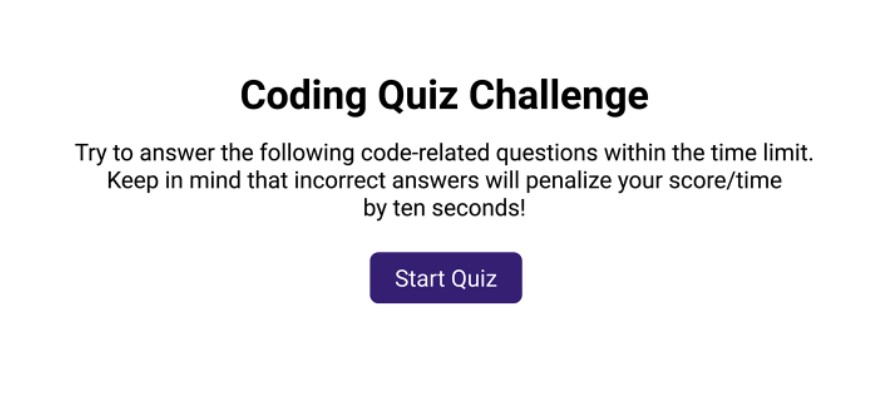 Coding Quiz Challenge
Try to answer the following code-related questions within the time limit.
Keep in mind that incorrect answers will penalize your score/time
by ten seconds!
Start Quiz